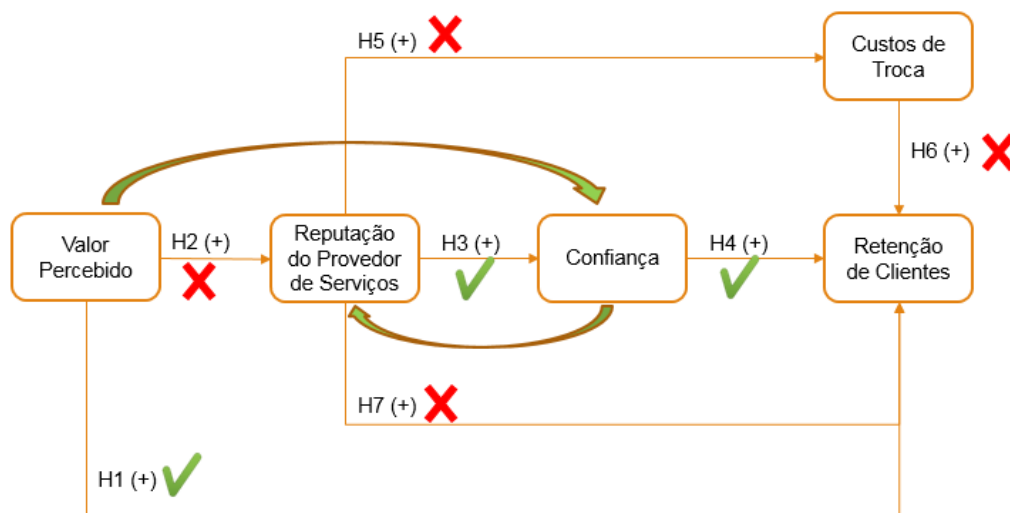 H5 (+)
Custos de
Troca
H6 (+)
Valor
Percebido
H2 (+)
Reputação
do Provedor
de Serviços
H3 (+)
Confiança
H4 (+)
Retenção
de Clientes
H7 (+)
H1 (+)